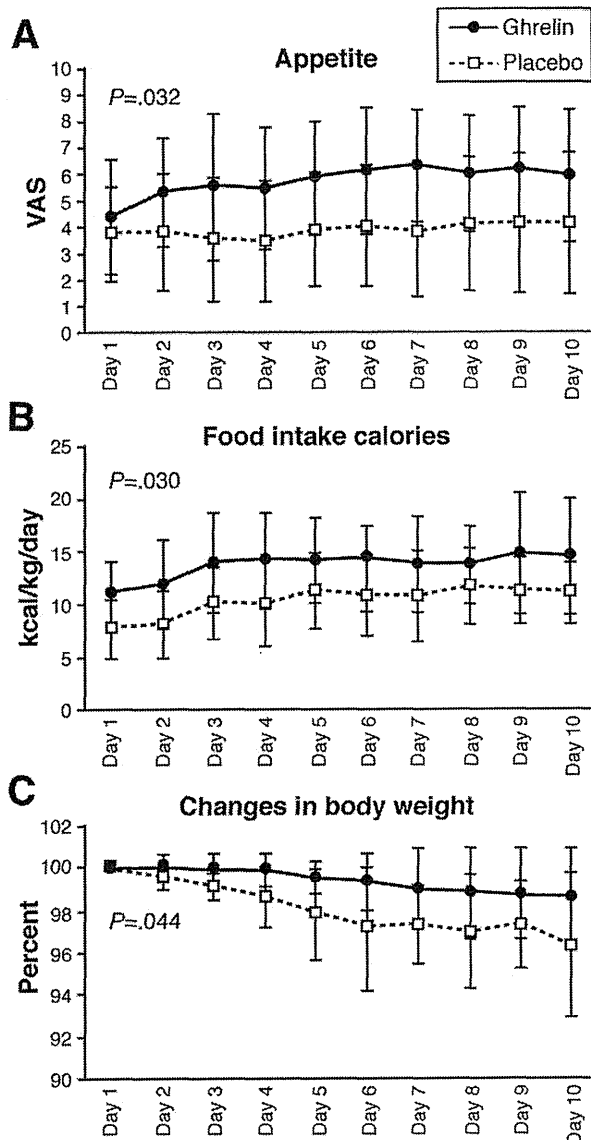 A
Appetite
Ghrelin
Placebo
P=.032
VAS
10
9
8
7
6
5
4
3
2
1
0
Day 1
Day 2
Day 3
Day 4
Day 5
Day 6
Day 7
Day 8
Day 9
Day 10
B
Food intake calories
P=.030
kcal/kg/day
25
20
15
10
5
0
Day 1
Day 2
Day 3
Day 4
Day 5
Day 6
Day 7
Day 8
Day 9
Day 10
C
Changes in body weight
P=.044
Percent
102
100
98
96
94
92
90
Day 1
Day 2
Day 3
Day 4
Day 5
Day 6
Day 7
Day 8
Day 9
Day 10